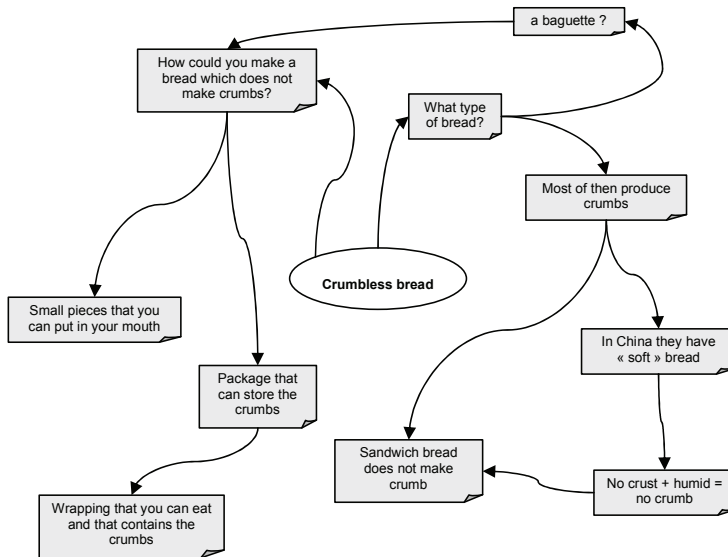 a baguette ?
How could you make a
bread which does not
make crumbs?
What type
of bread?
Most of then produce
crumbs
Crumbless bread
Small pieces that you
can put in your mouth
In China they have
« soft » bread
Package that
can store the
crumbs
Sandwich bread
does not make
crumb
No crust + humid =
no crumb
Wrapping that you can eat
and that contains the
crumbs